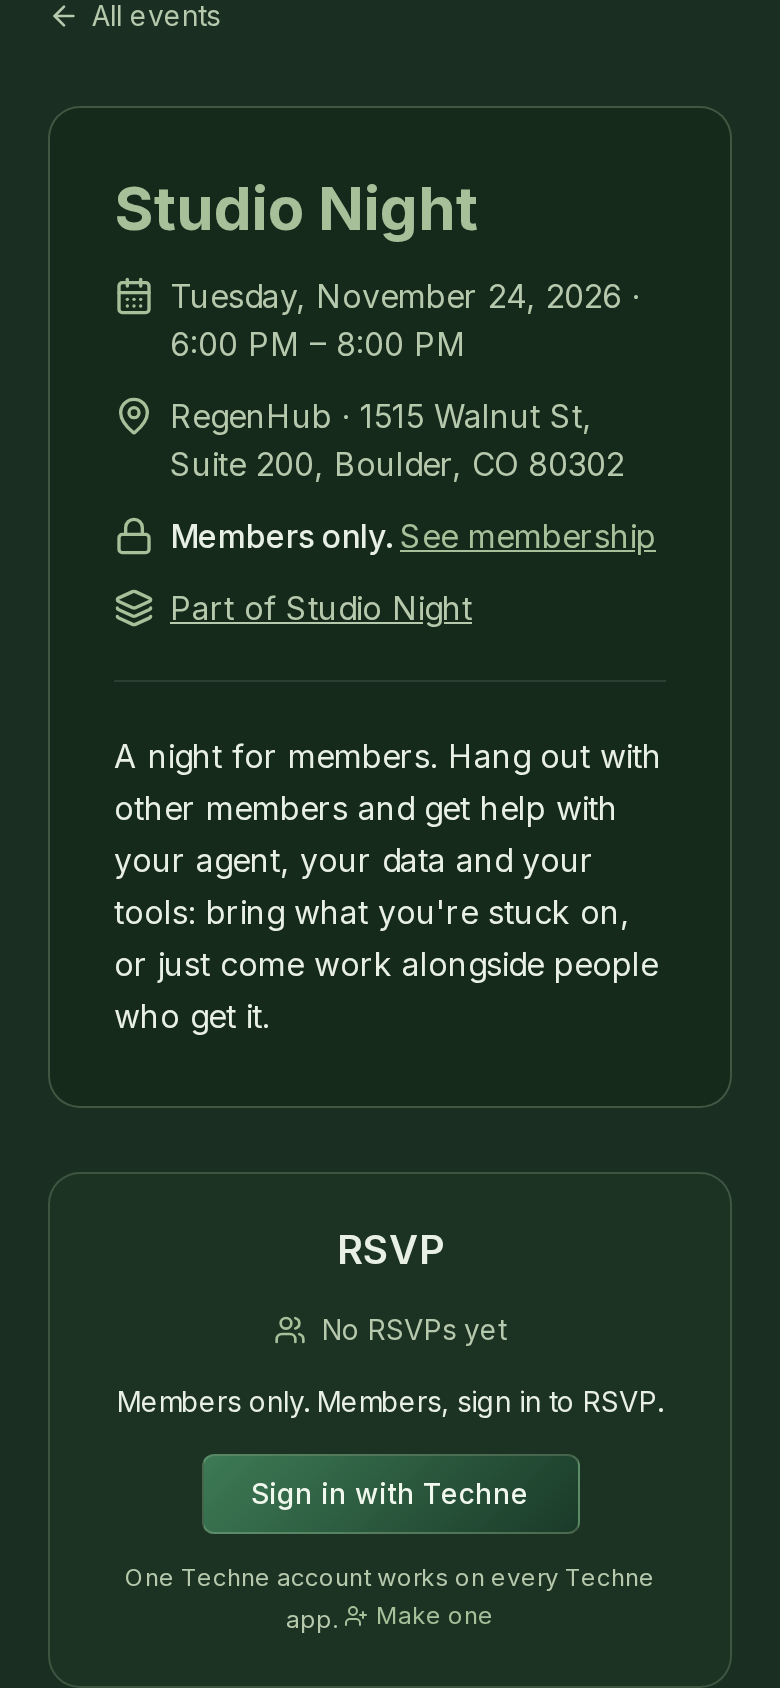 All events
Studio Night
Tuesday, November 24, 2026 ·
6:00 PM – 8:00 PM
RegenHub · 1515 Walnut St,
Suite 200, Boulder, CO 80302
Members only. See membership
Part of Studio Night
A night for members. Hang out with
other members and get help with
your agent, your data and your
tools: bring what you're stuck on,
or just come work alongside people
who get it.
RSVP
No RSVPs yet
Members only. Members, sign in to RSVP.
Sign in with Techne
One Techne account works on every Techne
app. Make one